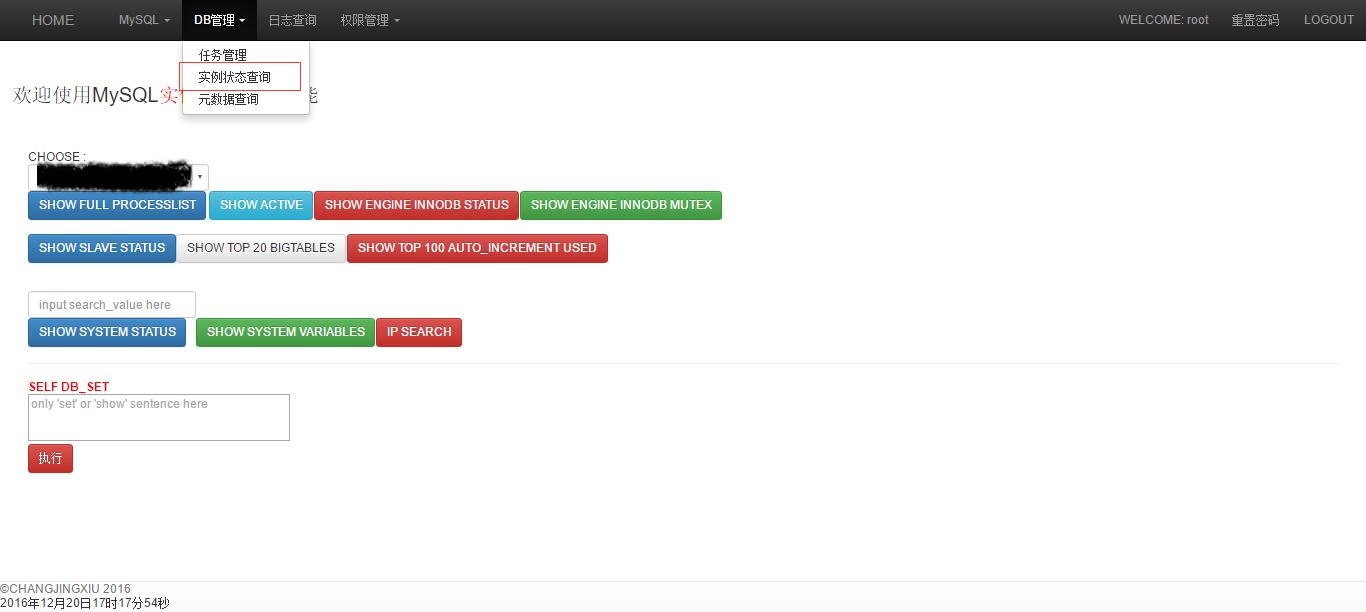 HOME MySQL DB管理 日志查询 权限管理 WELCOME: root 重置密码 LOGOUT
任务管理
实例状态查询
元数据查询
欢迎使用MySQL实 能
CHOOSE :
SHOW FULL PROCESSLIST SHOW ACTIVE SHOW ENGINE INNODB STATUS SHOW ENGINE INNODB MUTEX
SHOW SLAVE STATUS SHOW TOP 20 BIGTABLES SHOW TOP 100 AUTO_INCREMENT USED
input search_value here
SHOW SYSTEM STATUS SHOW SYSTEM VARIABLES IP SEARCH
SELF DB_SET
only 'set' or 'show' sentence here
执行
©CHANGJINGXIU 2016
2016年12月20日17时17分54秒